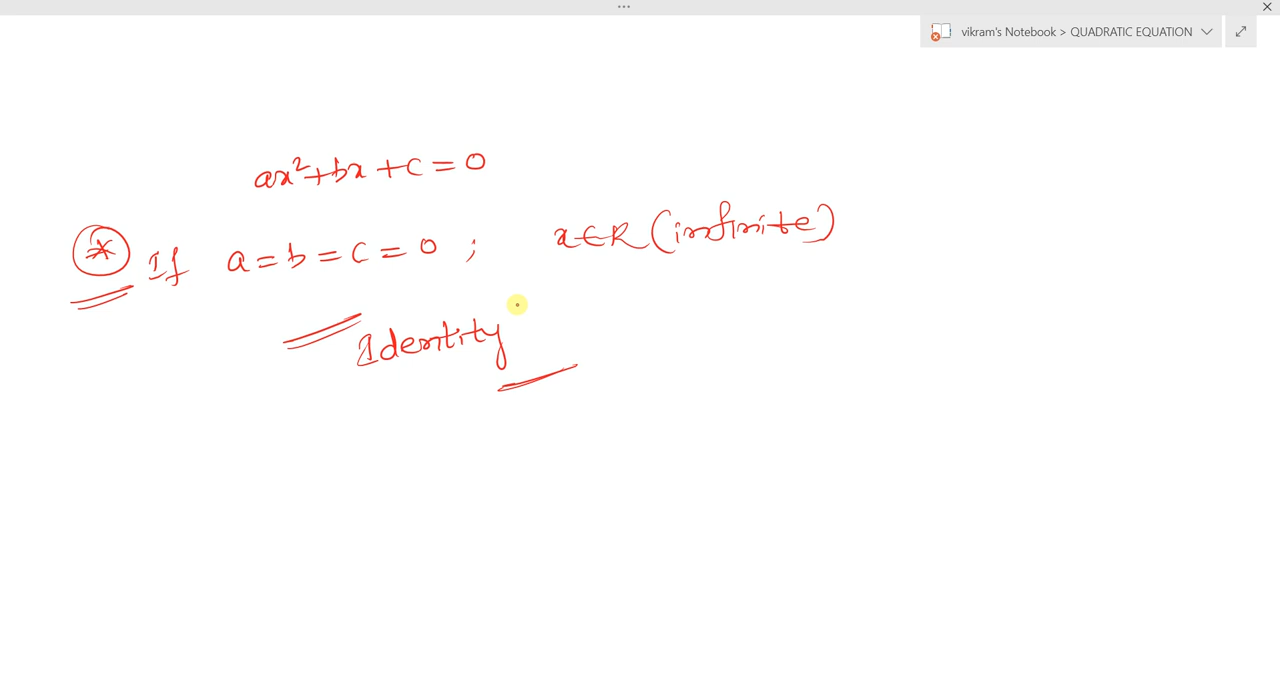 vikram's Notebook > QUADRATIC EQUATION
ax²+bx+c=0
If a=b=c=0; x∈R (infinite)
Identity